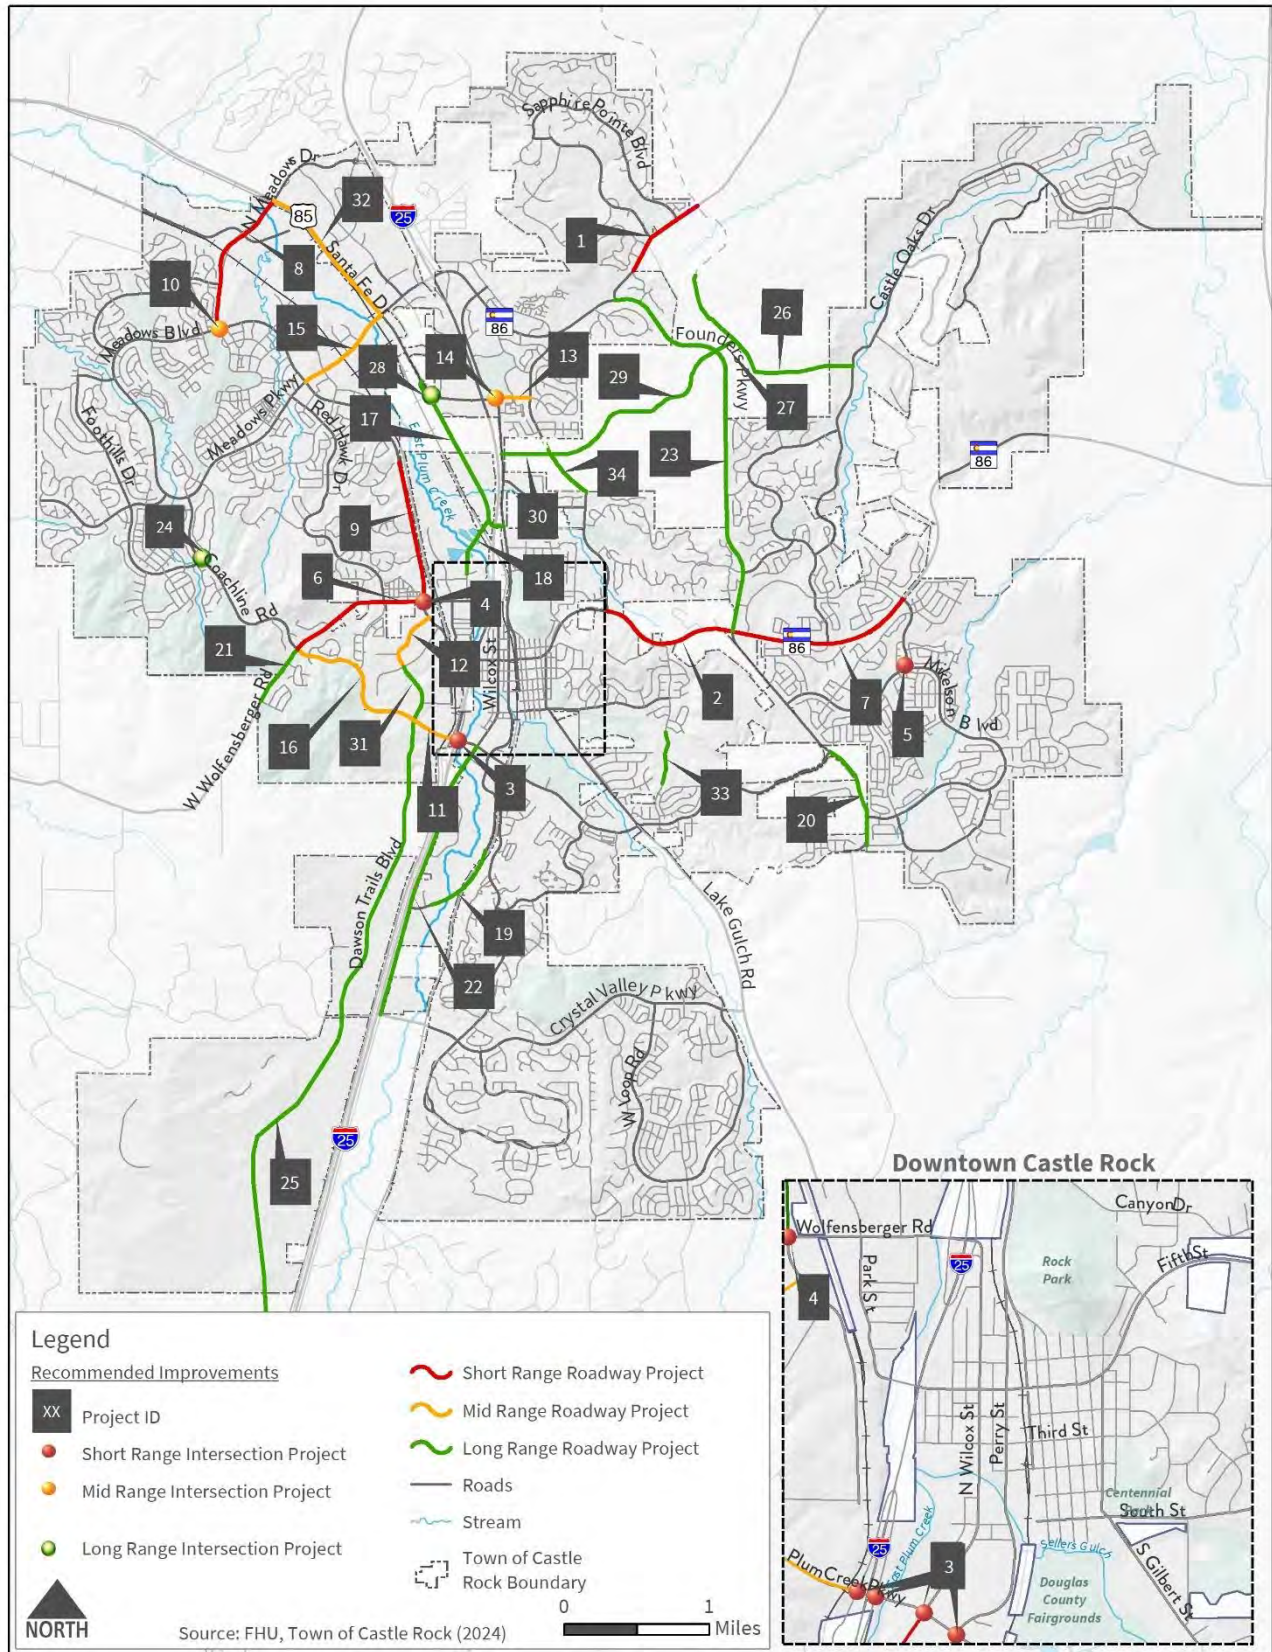 Sapphire Pointe Blvd
N Meadows Dr
32
85
25
1
8
10
Santa Fe Dr
Castle Oaks Dr
Meadows Blvd
15
86
26
28
14
13
Founders Pkwy
29
27
Meadows Pkwy
Red Hawk Dr
17
Foothills Dr
East Plum Creek
23
34
86
9
30
24
Coachline Rd
6
18
4
21
12
Wilcox St
86
2
7
5
Mikelson Blvd
W Wolfensberger Rd
16
31
11
3
33
20
Dawson Trails Blvd
Lake Gulch Rd
19
22
Crystal Valley Pkwy
W Loop Rd
25
25
Downtown Castle Rock
Canyon Dr
Wolfensberger Rd
Fifth St
25
Rock
Park
Park St
4
N Wilcox St
Perry St
Third St
Centennial
South St
East Plum Creek
25
Sellers Gulch
S Gilbert St
Plum Creek Pkwy
3
Douglas
County
Fairgrounds
Legend
Recommended Improvements
XX Project ID
Short Range Intersection Project
Mid Range Intersection Project
Long Range Intersection Project
Short Range Roadway Project
Mid Range Roadway Project
Long Range Roadway Project
Roads
Stream
Town of Castle
Rock Boundary
NORTH
Source: FHU, Town of Castle Rock (2024)
0 1
Miles